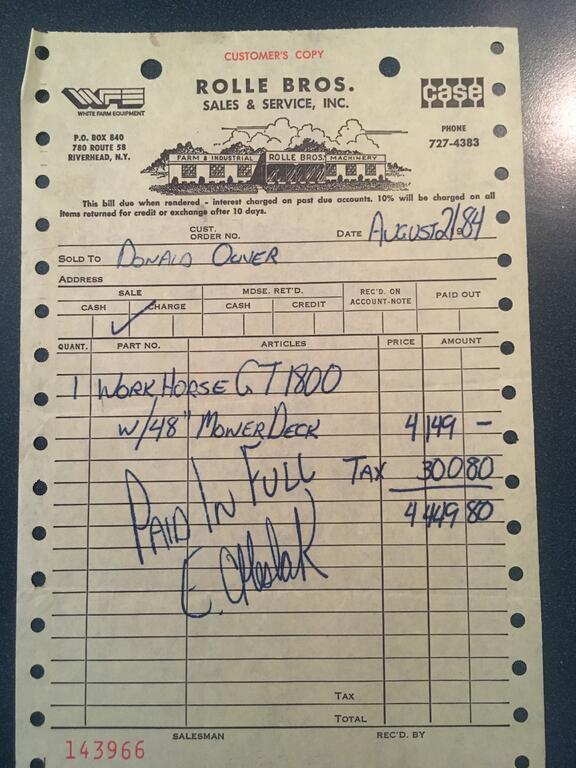 CUSTOMER'S COPY
WFE
WHITE FARM EQUIPMENT
ROLLE BROS.
SALES & SERVICE, INC.
CASE
P.O. BOX 840
780 ROUTE 58
RIVERHEAD, N.Y.
FARM & INDUSTRIAL ROLLE BROS. MACHINERY
PHONE
727-4383
This bill due when rendered - interest charged on past due accounts. 10% will be charged on all
items returned for credit or exchange after 10 days.
CUST.
ORDER NO.
DATE AUGUST 21 84
SOLD TO DONALD OLIVER
ADDRESS
SALE MDSE. RET'D. REC'D. ON ACCOUNT-NOTE PAID OUT
CASH CHARGE CASH CREDIT
QUANT. PART NO. ARTICLES PRICE AMOUNT
1 WORK HORSE GT 1800
W/48" MOWER DECK 4149 -
TAX 300 80
4449 80
PAID IN FULL
E.
TAX
TOTAL
SALESMAN REC'D. BY
143966